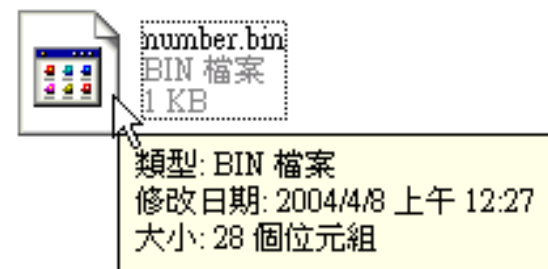 number.bin
BIN 檔案
1 KB
類型: BIN 檔案
修改日期: 2004/4/8 上午 12:27
大小: 28 個位元組